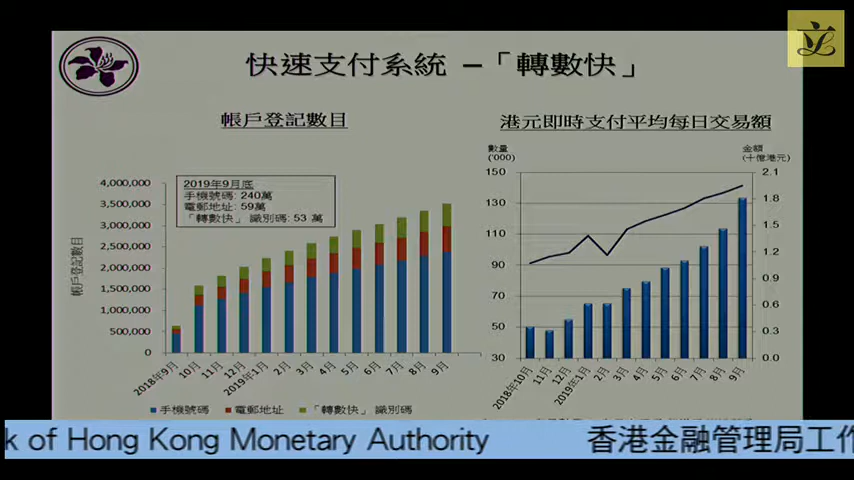 快速支付系統 –「轉數快」
帳戶登記數目
2019年9月底
手機號碼: 240萬
電郵地址: 59萬
「轉數快」 識別碼: 53 萬
帳戶登記數目
4,000,000
3,500,000
3,000,000
2,500,000
2,000,000
1,500,000
1,000,000
500,000
0
2018年9月
10月
11月
12月
2019年1月
2月
3月
4月
5月
6月
7月
8月
9月
手機號碼 電郵地址 「轉數快」 識別碼
港元即時支付平均每日交易額
數量
('000)
金額
(十億港元)
150
130
110
90
70
50
30
2.1
1.8
1.5
1.2
0.9
0.6
0.3
0.0
2018年10月
11月
12月
2019年1月
2月
3月
4月
5月
6月
7月
8月
9月
k of Hong Kong Monetary Authority 香港金融管理局工作